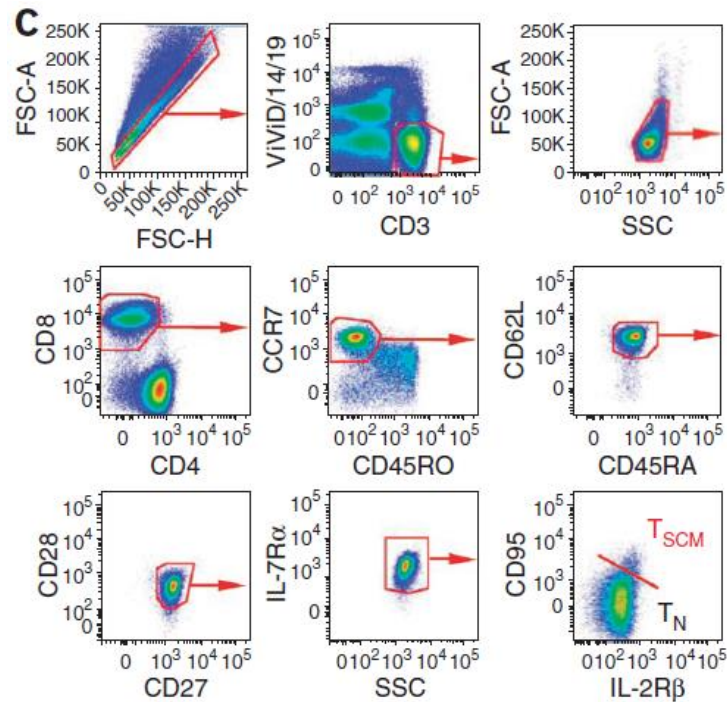 C
FSC-A
250K
200K
150K
100K
50K
0
0
50K
100K
150K
200K
250K
FSC-H
ViViD/14/19
10⁵
10⁴
10³
10²
0
0 10² 10³ 10⁴ 10⁵
CD3
FSC-A
250K
200K
150K
100K
50K
0
0 10² 10³ 10⁴ 10⁵
SSC
CD8
10⁵
10⁴
10³
10²
0
0 10³ 10⁴ 10⁵
CD4
CCR7
10⁵
10⁴
10³
0
0 10² 10³ 10⁴ 10⁵
CD45RO
CD62L
10⁵
10⁴
10³
0
0 10³ 10⁴ 10⁵
CD45RA
CD28
10⁵
10⁴
10³
10²
0
0 10³ 10⁴ 10⁵
CD27
IL-7Rα
10⁵
10⁴
10³
0
0 10² 10³ 10⁴ 10⁵
SSC
CD95
10⁵
10⁴
10³
0
T_SCM
T_N
0 10² 10³ 10⁴ 10⁵
IL-2Rβ